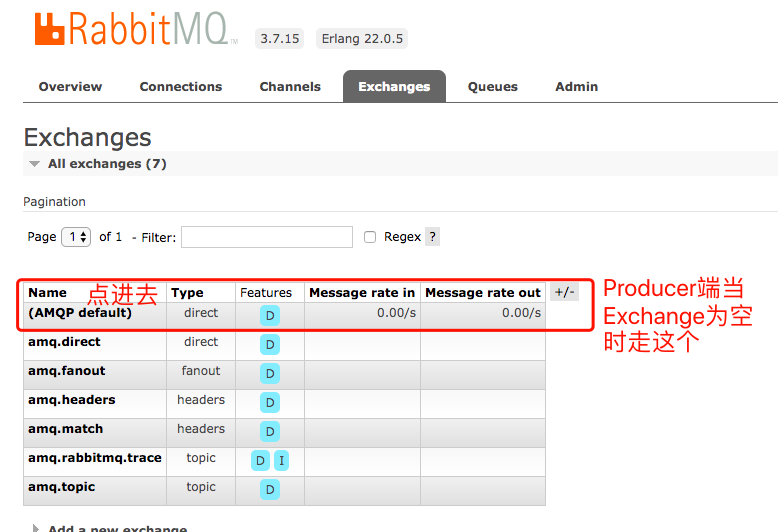 RabbitMQ TM 3.7.15 Erlang 22.0.5
Overview Connections Channels Exchanges Queues Admin
Exchanges
All exchanges (7)
Pagination
Page 1 of 1 - Filter: Regex ?
Name 点进去 Type Features Message rate in Message rate out +/-
(AMQP default) direct D 0.00/s 0.00/s
amq.direct direct D
amq.fanout fanout D
amq.headers headers D
amq.match headers D
amq.rabbitmq.trace topic D I
amq.topic topic D
Producer端当
Exchange为空
时走这个
Add a new exchange